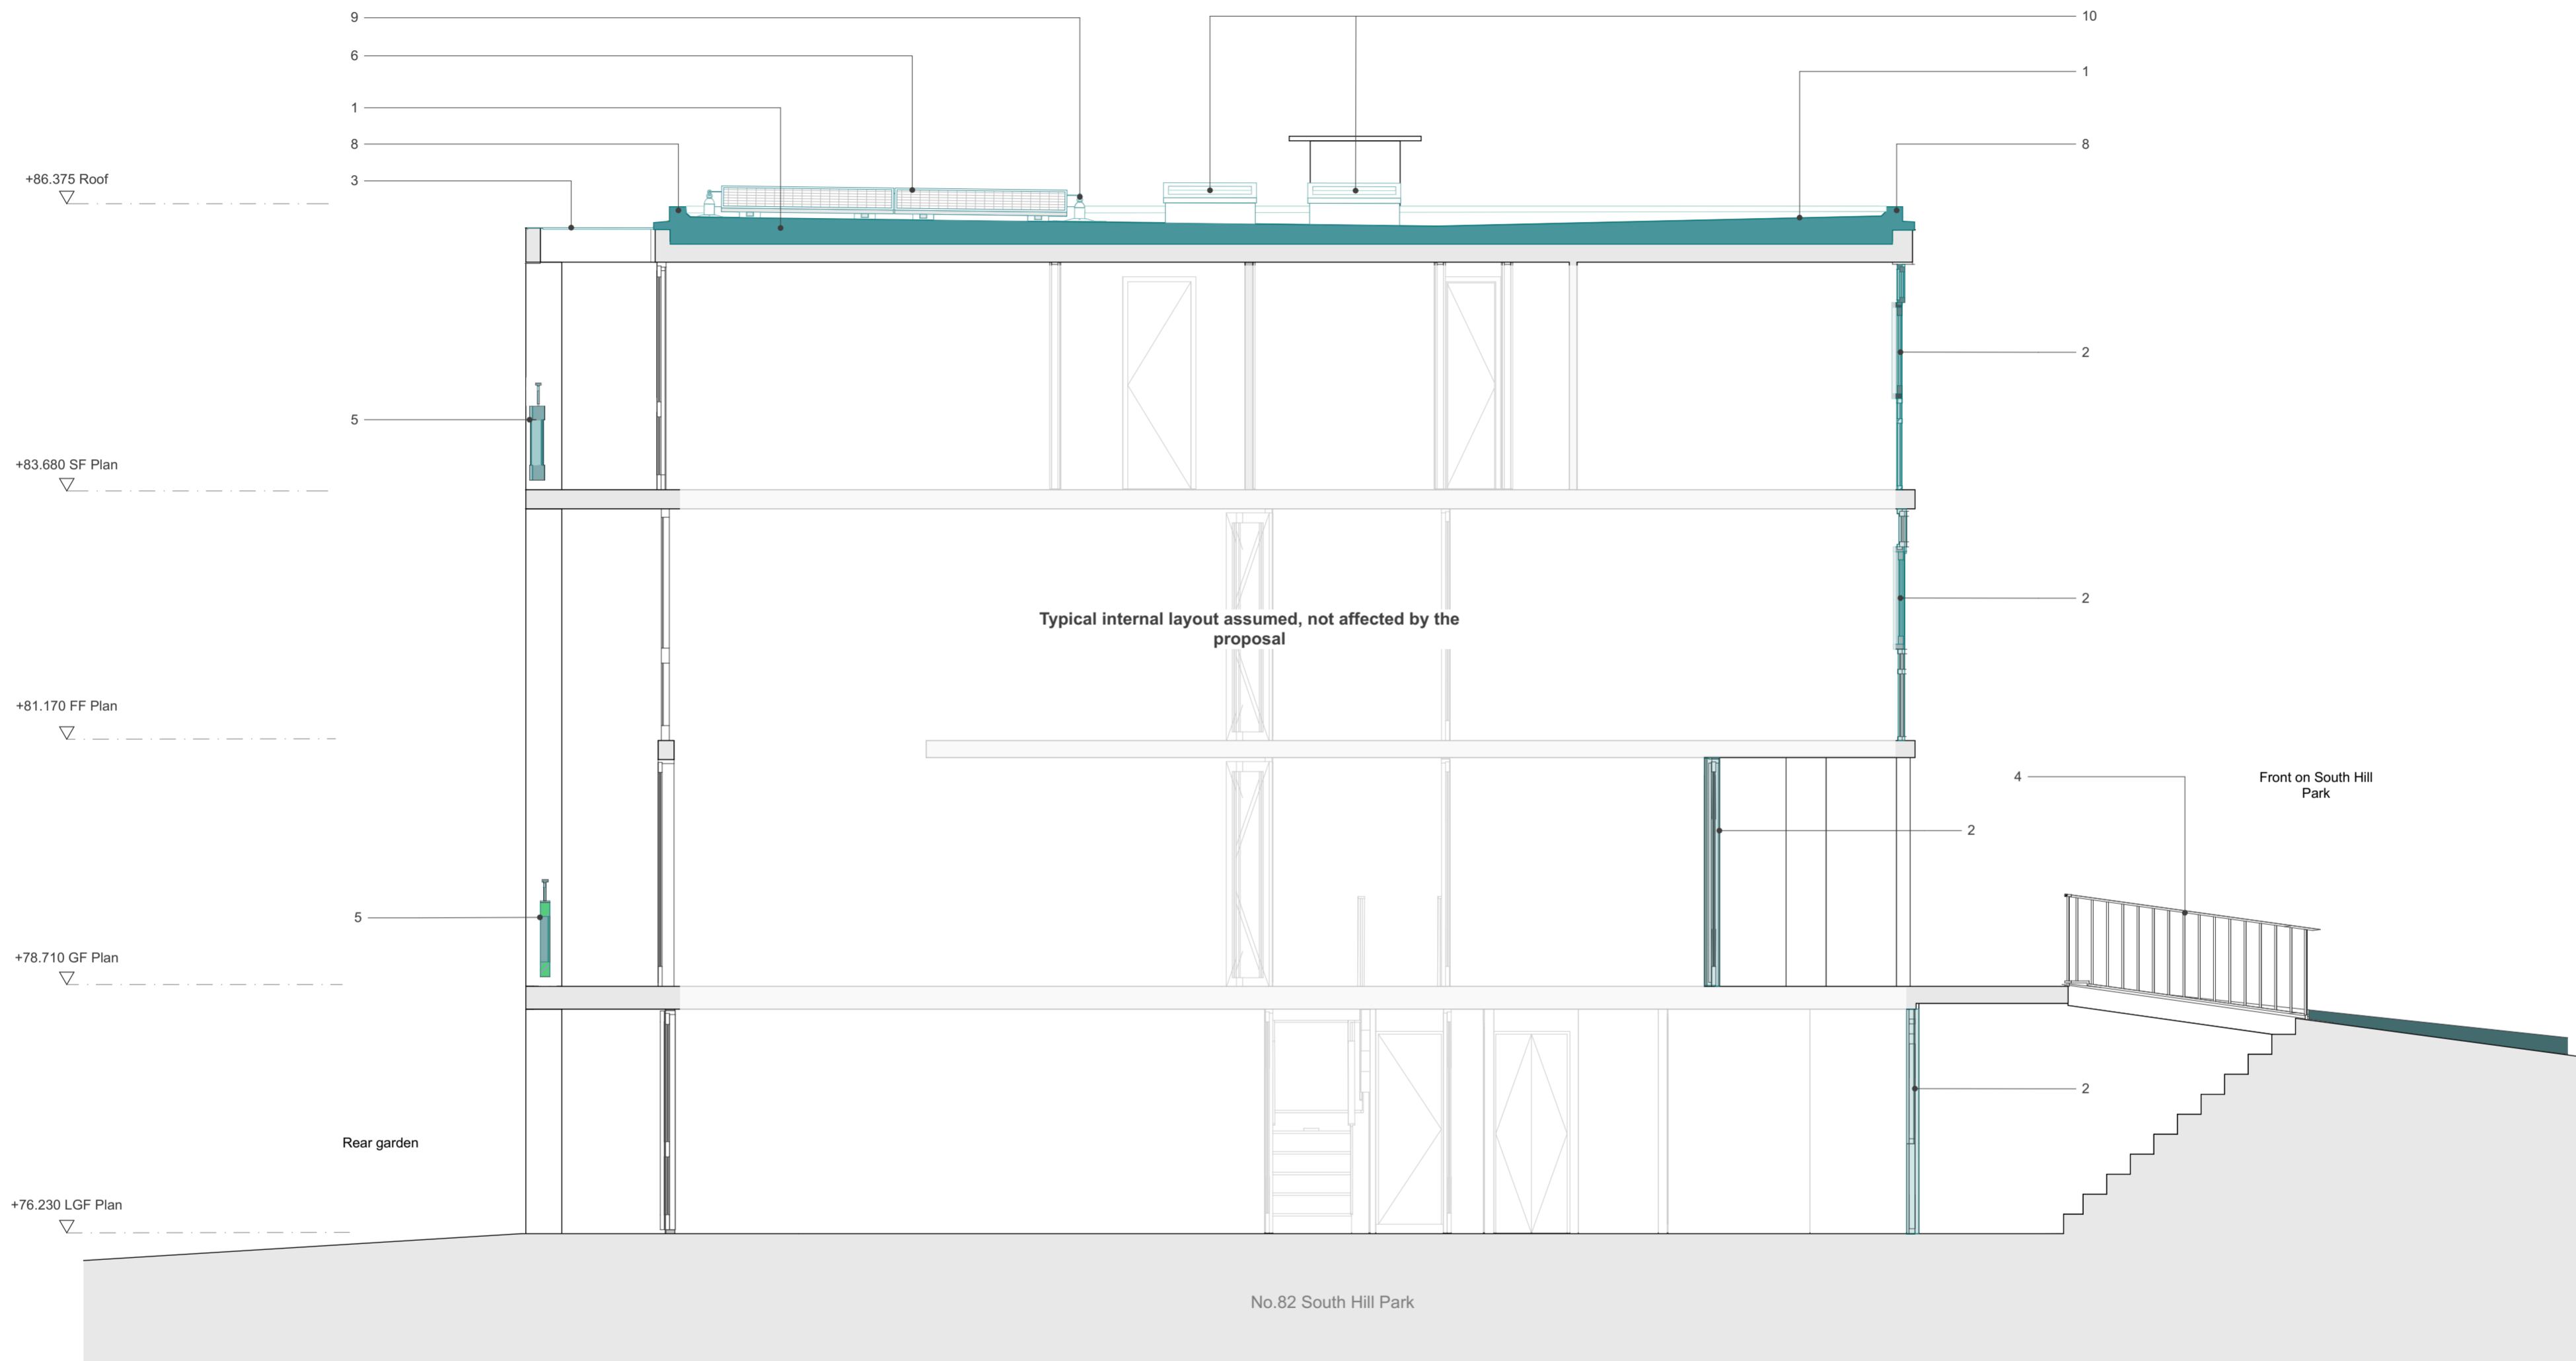 9
10
6
1
1
8
8
+86.375 Roof
3
2
5
+83.680 SF Plan
2
Typical internal layout assumed, not affected by the
proposal
+81.170 FF Plan
4
Front on South Hill
Park
2
5
+78.710 GF Plan
2
Rear garden
+76.230 LGF Plan
No.82 South Hill Park